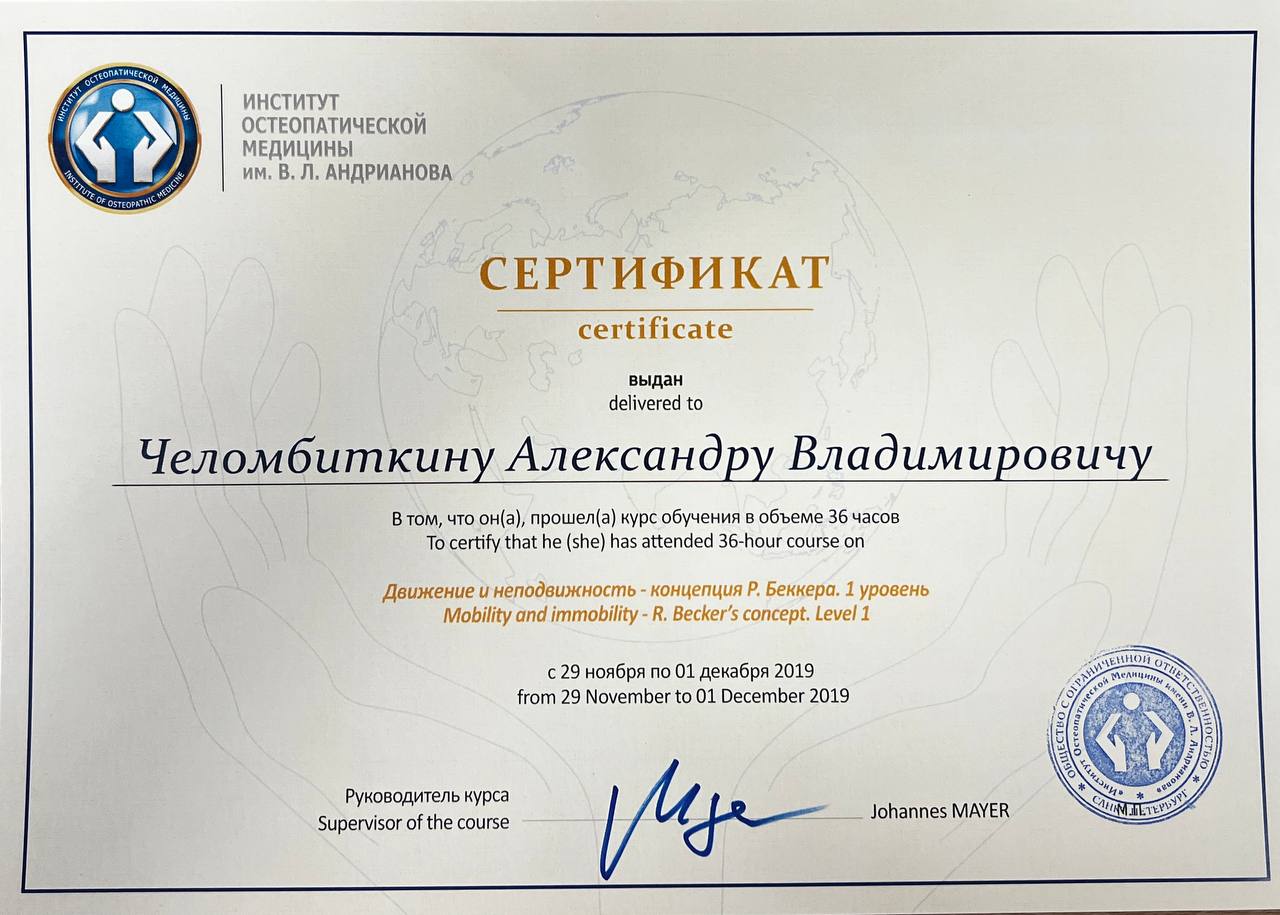 ИНСТИТУТ ОСТЕОПАТИЧЕСКОЙ МЕДИЦИНЫ
INSTITUTE OF OSTEOPATHIC MEDICINE
ИНСТИТУТ
ОСТЕОПАТИЧЕСКОЙ
МЕДИЦИНЫ
им. В. Л. АНДРИАНОВА
СЕРТИФИКАТ
certificate
выдан
delivered to
Челомбиткину Александру Владимировичу
В том, что он(а), прошел(а) курс обучения в объеме 36 часов
To certify that he (she) has attended 36-hour course on
Движение и неподвижность - концепция Р. Беккера. 1 уровень
Mobility and immobility - R. Becker's concept. Level 1
с 29 ноября по 01 декабря 2019
from 29 November to 01 December 2019
Руководитель курса
Supervisor of the course
Johannes MAYER
ОБЩЕСТВО С ОГРАНИЧЕННОЙ ОТВЕТСТВЕННОСТЬЮ
«Институт Остеопатической Медицины имени В. Л. Андрианова»
САНКТ-ПЕТЕРБУРГ
М.П.